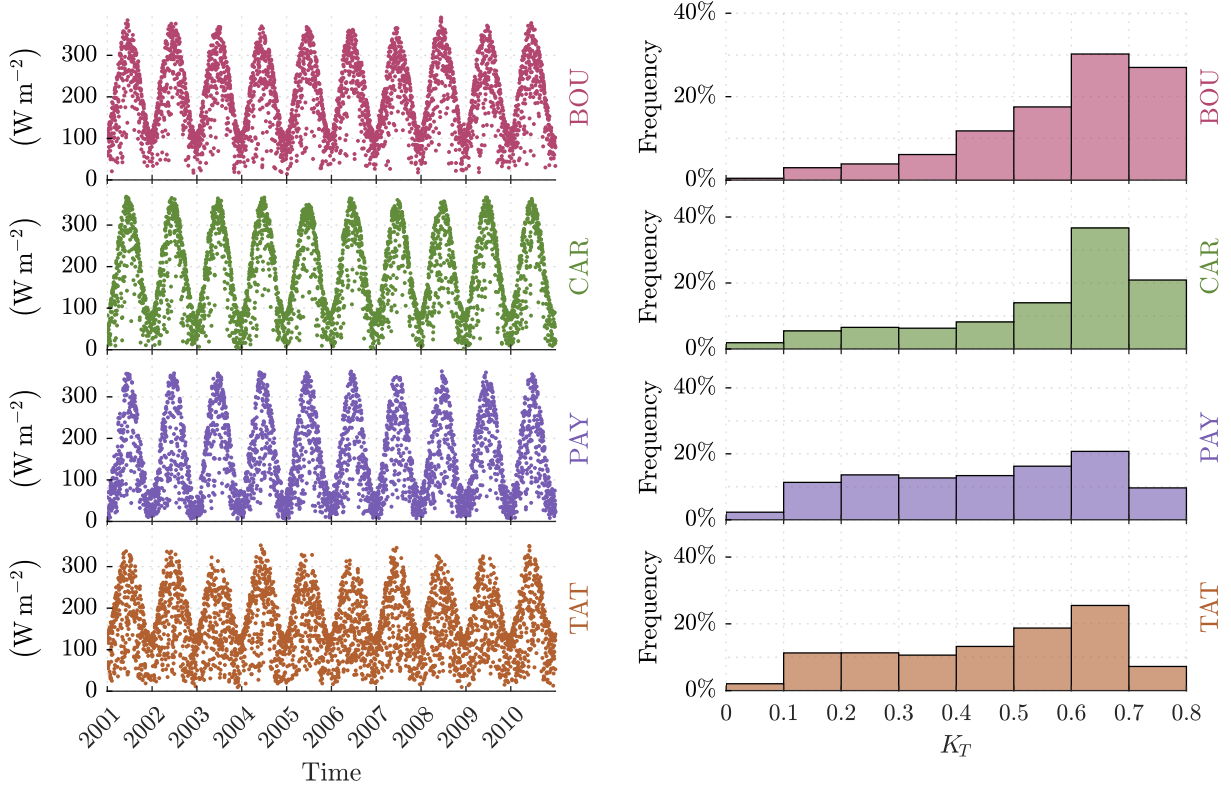 300
200
100
0
(W m⁻²)
BOU
300
200
100
0
(W m⁻²)
CAR
300
200
100
0
(W m⁻²)
PAY
300
200
100
0
(W m⁻²)
TAT
2001 2002 2003 2004 2005 2006 2007 2008 2009 2010
Time
40%
20%
0%
Frequency
BOU
40%
20%
0%
Frequency
CAR
40%
20%
0%
Frequency
PAY
40%
20%
0%
Frequency
TAT
0 0.1 0.2 0.3 0.4 0.5 0.6 0.7 0.8
K_T